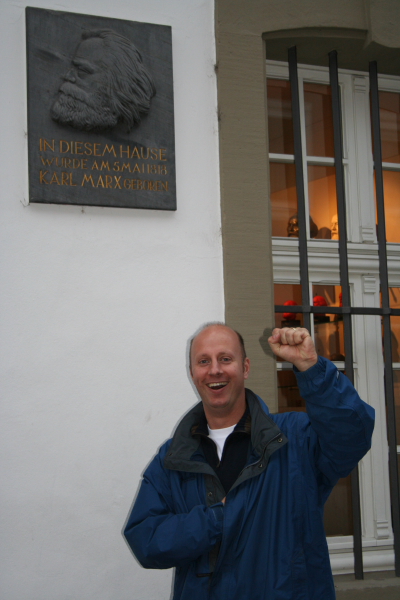 IN DIESEM HAUSE
WURDE AM 5.MAI 1818
KARL MARX GEBOREN